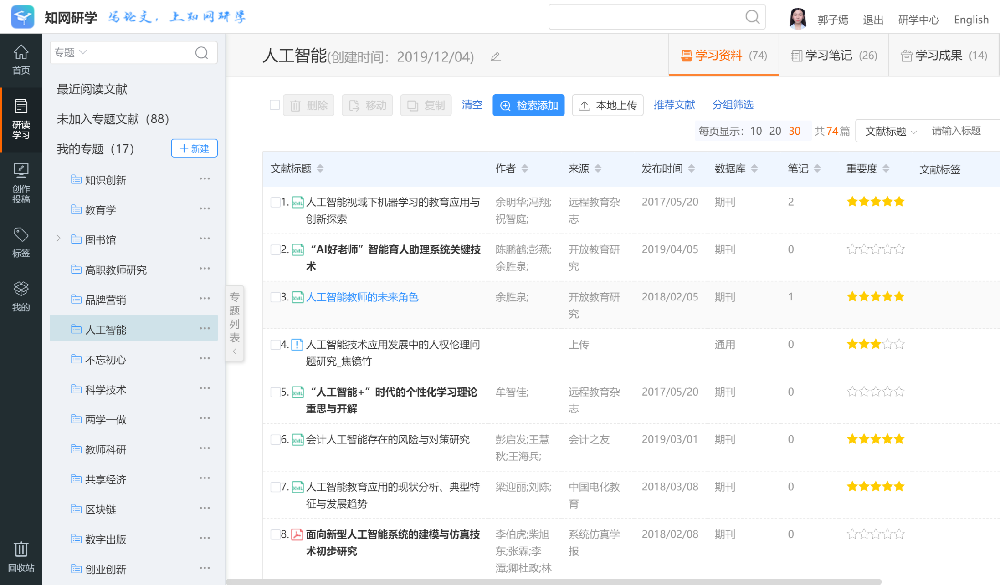 知网研学 写论文，上知网研学
郭子嫣 退出 研学中心 English
首页
研读
学习
创作
投稿
标签
我的
回收站
专题
最近阅读文献
未加入专题文献（88）
我的专题（17）
+ 新建
知识创新 ···
教育学 ···
图书馆 ···
高职教师研究 ···
品牌营销 ···
人工智能 ···
不忘初心 ···
科学技术 ···
两学一做 ···
教师科研 ···
共享经济 ···
区块链 ···
数字出版 ···
创业创新 ···
专
题
列
表
人工智能(创建时间：2019/12/04)
学习资料 (74) 学习笔记 (26) 学习成果 (14)
删除 移动 复制 清空 检索添加 本地上传 推荐文献 分组筛选
每页显示：10 20 30 共74篇 文献标题 请输入标题
文献标题 作者 来源 发布时间 数据库 笔记 重要度 文献标签
1. XML 人工智能视域下机器学习的教育应用与 余明华;冯翔; 远程教育杂 2017/05/20 期刊 2
创新探索 祝智庭; 志
2. XML “AI好老师”智能育人助理系统关键技 陈鹏鹤;彭燕; 开放教育研 2019/04/05 期刊 0
术 余胜泉; 究
3. XML 人工智能教师的未来角色 余胜泉; 开放教育研 2018/02/05 期刊 1
究
4. 人工智能技术应用发展中的人权伦理问 上传 通用 0
题研究_焦镜竹
5. XML “人工智能+”时代的个性化学习理论 牟智佳; 远程教育杂 2017/05/20 期刊 0
重思与开解 志
6. XML 会计人工智能存在的风险与对策研究 彭启发;王慧 会计之友 2019/03/01 期刊 0
秋;王海兵;
7. XML 人工智能教育应用的现状分析、典型特 梁迎丽;刘陈; 中国电化教 2018/03/08 期刊 0
征与发展趋势 育
8. 面向新型人工智能系统的建模与仿真技 李伯虎;柴旭 系统仿真学 2018/02/08 期刊 0
术初步研究 东;张霖;李 报
潭;卿杜政;林